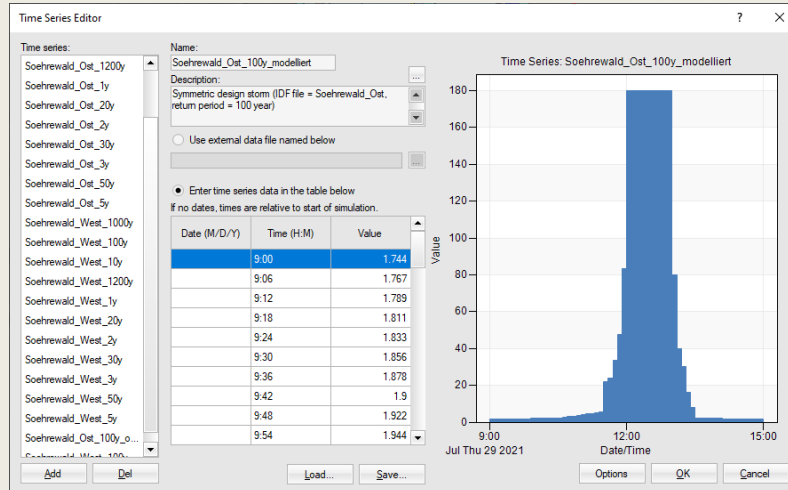 Time Series Editor
?
Time series:
Soehrewald_Ost_1200y
Soehrewald_Ost_1y
Soehrewald_Ost_20y
Soehrewald_Ost_2y
Soehrewald_Ost_30y
Soehrewald_Ost_3y
Soehrewald_Ost_50y
Soehrewald_Ost_5y
Soehrewald_West_1000y
Soehrewald_West_100y
Soehrewald_West_10y
Soehrewald_West_1200y
Soehrewald_West_1y
Soehrewald_West_20y
Soehrewald_West_2y
Soehrewald_West_30y
Soehrewald_West_3y
Soehrewald_West_50y
Soehrewald_West_5y
Soehrewald_Ost_100y_o...
Add Del
Name:
Soehrewald_Ost_100y_modelliert
...
Description:
Symmetric design storm (IDF file = Soehrewald_Ost,
return period = 100 year)
Use external data file named below
...
Enter time series data in the table below
If no dates, times are relative to start of simulation.
Date (M/D/Y) Time (H:M) Value
9:00 1.744
9:06 1.767
9:12 1.789
9:18 1.811
9:24 1.833
9:30 1.856
9:36 1.878
9:42 1.9
9:48 1.922
9:54 1.944
Load... Save...
Time Series: Soehrewald_Ost_100y_modelliert
Value
180
160
140
120
100
80
60
40
20
0
9:00 12:00 15:00
Jul Thu 29 2021 Date/Time
Options OK Cancel